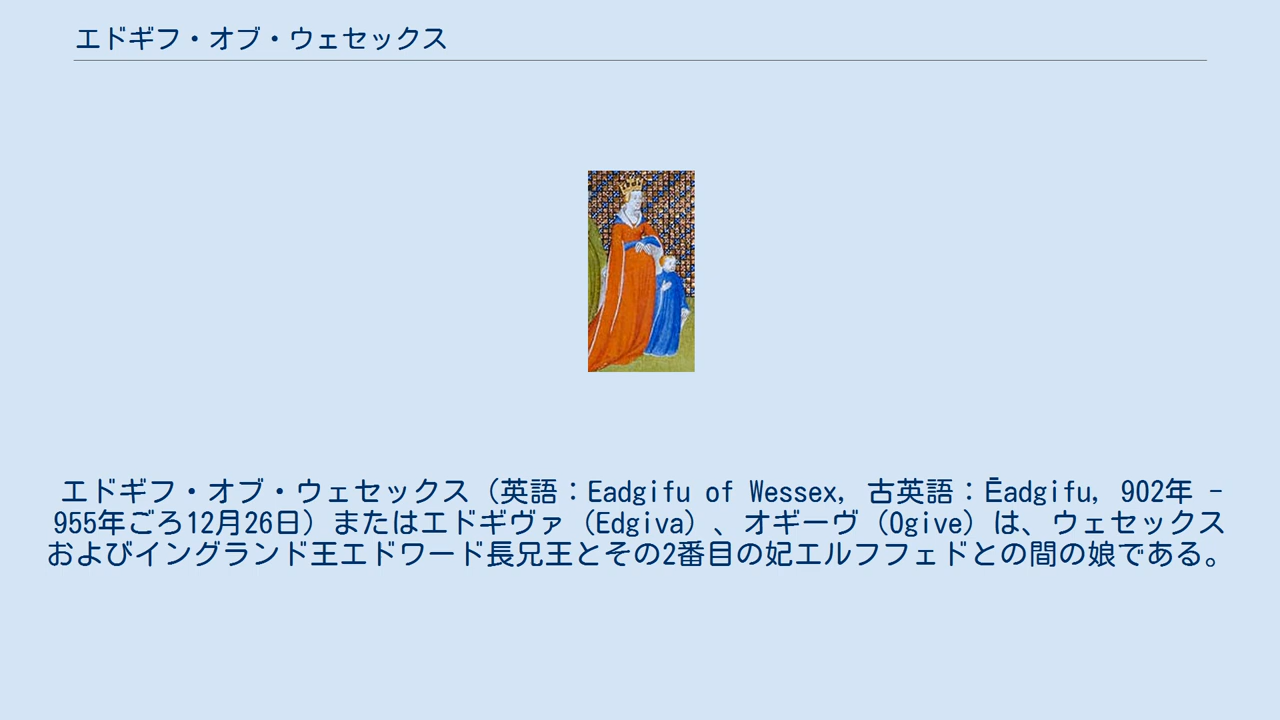 エドギフ・オブ・ウェセックス
エドギフ・オブ・ウェセックス（英語：Eadgifu of Wessex, 古英語：Ēadgifu, 902年 -
955年ごろ12月26日）またはエドギヴァ（Edgiva）、オギーヴ（Ogive）は、ウェセックス
およびイングランド王エドワード長兄王とその2番目の妃エルフフェドとの間の娘である。